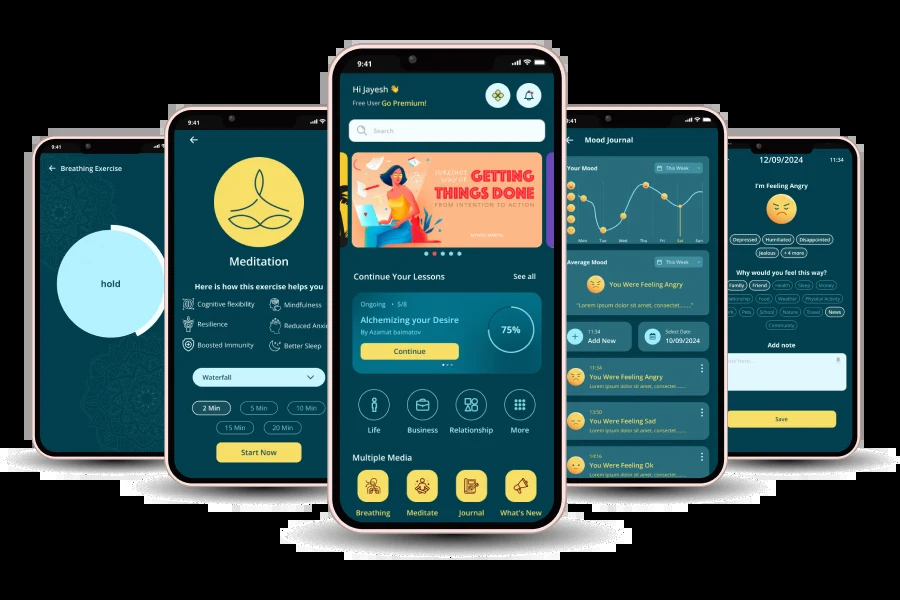 9:41
Breathing Exercise
hold
9:41
Meditation
Here is how this exercise helps you
Cognitive flexibility
Mindfulness
Resilience
Reduced Anxi
Boosted Immunity
Better Sleep
Waterfall
2 Min
5 Min
10 Min
15 Min
20 Min
Start Now
9:41
Hi Jayesh 👋
Free User Go Premium!
Search
GETTING
THINGS DONE
FROM INTENTION TO ACTION
Continue Your Lessons
See all
Ongoing • 5/8
Alchemizing your Desire
By Azamat baimatov
75%
Continue
Life
Business
Relationship
More
Multiple Media
Breathing
Meditate
Journal
What's New
9:41
Mood Journal
Your Mood
This Week
Mon
Tue
Wed
Thu
Fri
Sat
Sun
Average Mood
This Week
You Were Feeling Angry
"Lorem ipsum dolor sit amet, consectet......."
11:34
Add New
Select Date
10/09/2024
11:34
You Were Feeling Angry
Lorem ipsum dolor sit amet, consectet.......
13:30
You Were Feeling Sad
Lorem ipsum dolor sit amet, consectet.......
14:16
You Were Feeling Ok
Lorem ipsum dolor sit amet, consectet.......
12/09/2024
11:34
I'm Feeling Angry
Depressed
Humiliated
Disappointed
Jealous
+ 4 more
Why would you feel this way?
Family
Friend
Health
Sleep
Money
Food
Weather
Physical Activity
Pets
School
Nature
Travel
News
Community
Add note
Save